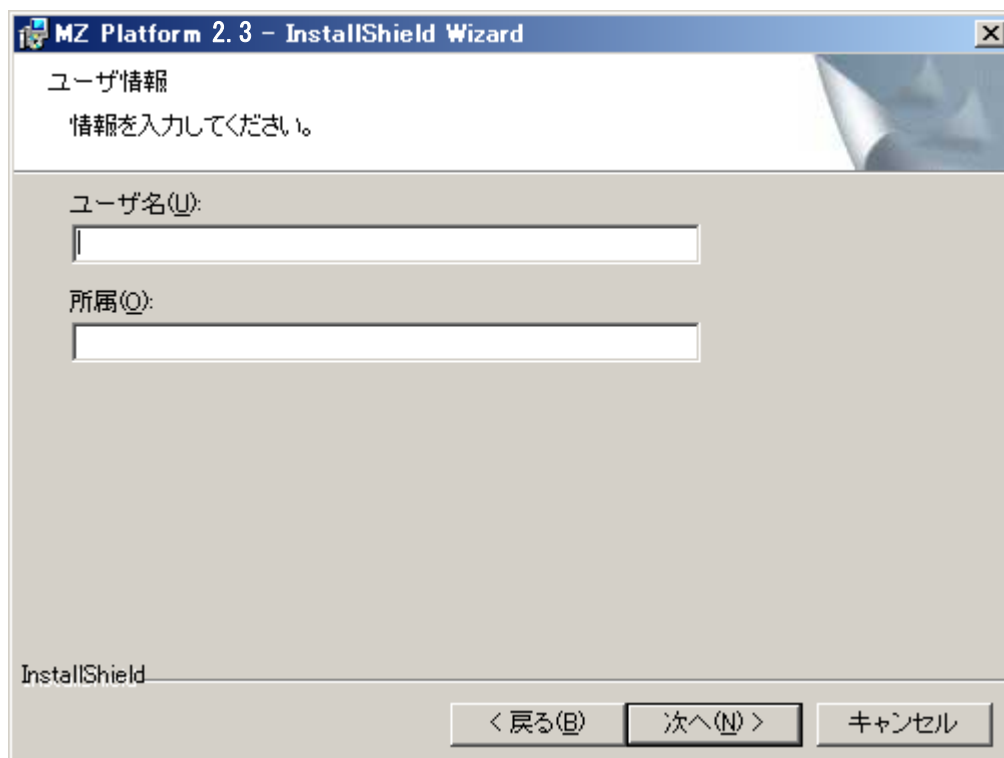 MZ Platform 2.3 - InstallShield Wizard
ユーザ情報
情報を入力してください。
ユーザ名(U):
所属(O):
InstallShield
< 戻る(B) 次へ(N) > キャンセル